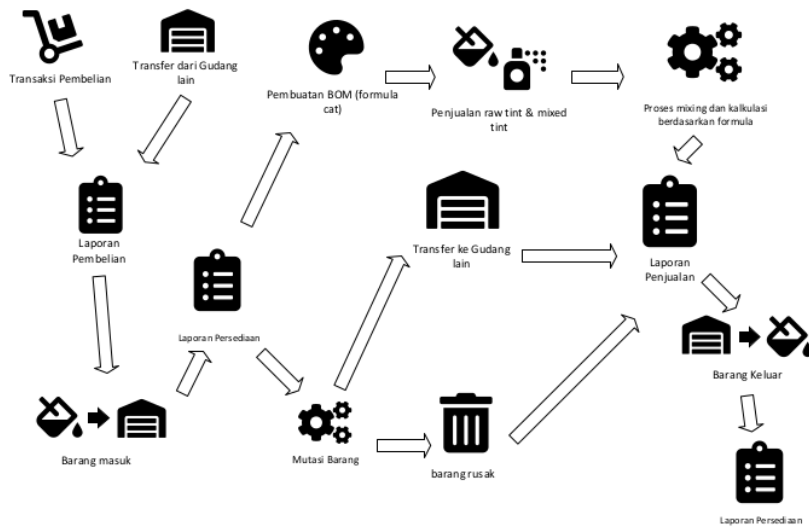 Transaksi Pembelian
Transfer dari Gudang
lain
Pembuatan BOM (formula
cat)
Penjualan raw tint & mixed
tint
Proses mixing dan kalkulasi
berdasarkan formula
Laporan
Pembelian
Laporan Persediaan
Transfer ke Gudang
lain
Laporan
Penjualan
Barang masuk
Mutasi Barang
barang rusak
Barang Keluar
Laporan Persediaan